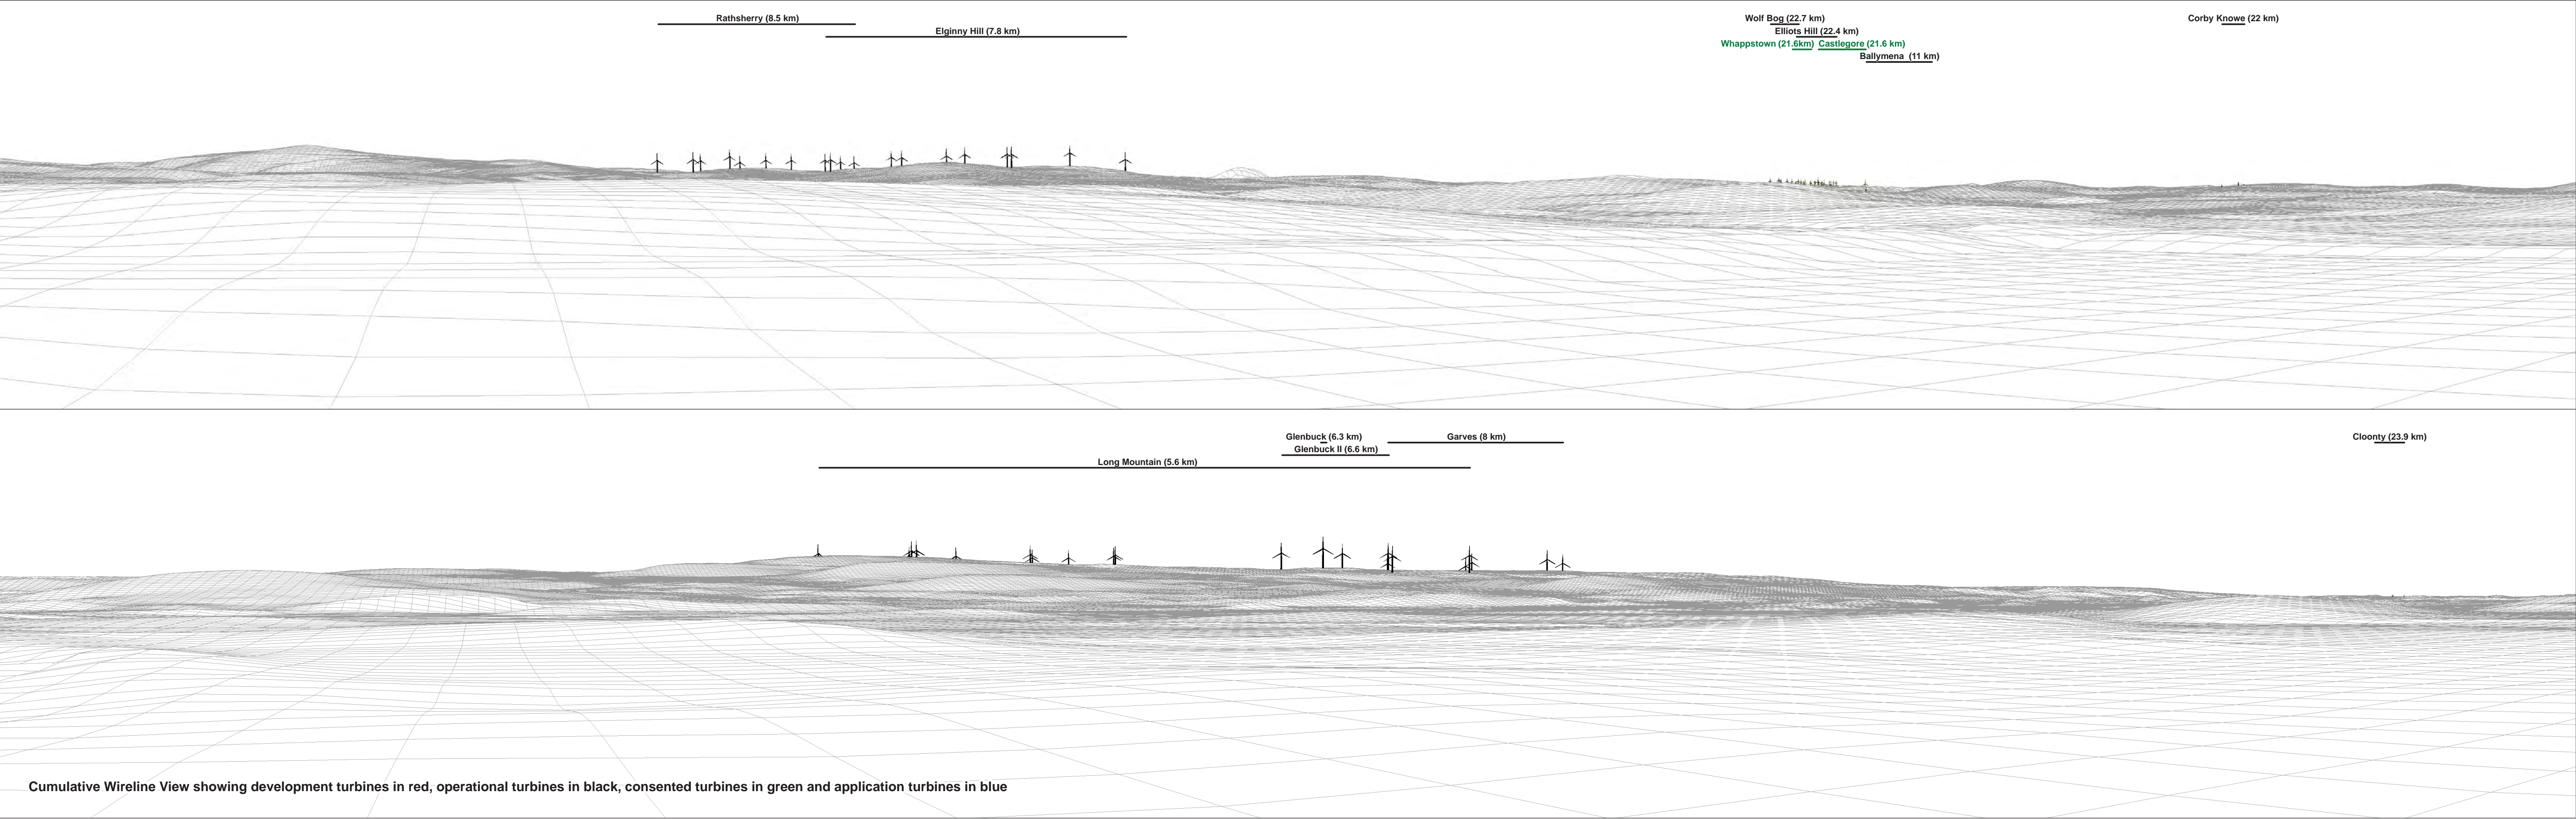 Rathsherry (8.5 km)
Elginny Hill (7.8 km)
Wolf Bog (22.7 km)
Elliots Hill (22.4 km)
Whappstown (21.6km) Castlegore (21.6 km)
Ballymena (11 km)
Corby Knowe (22 km)
Glenbuck (6.3 km)
Glenbuck II (6.6 km)
Garves (8 km)
Long Mountain (5.6 km)
Cloonty (23.9 km)
Cumulative Wireline View showing development turbines in red, operational turbines in black, consented turbines in green and application turbines in blue